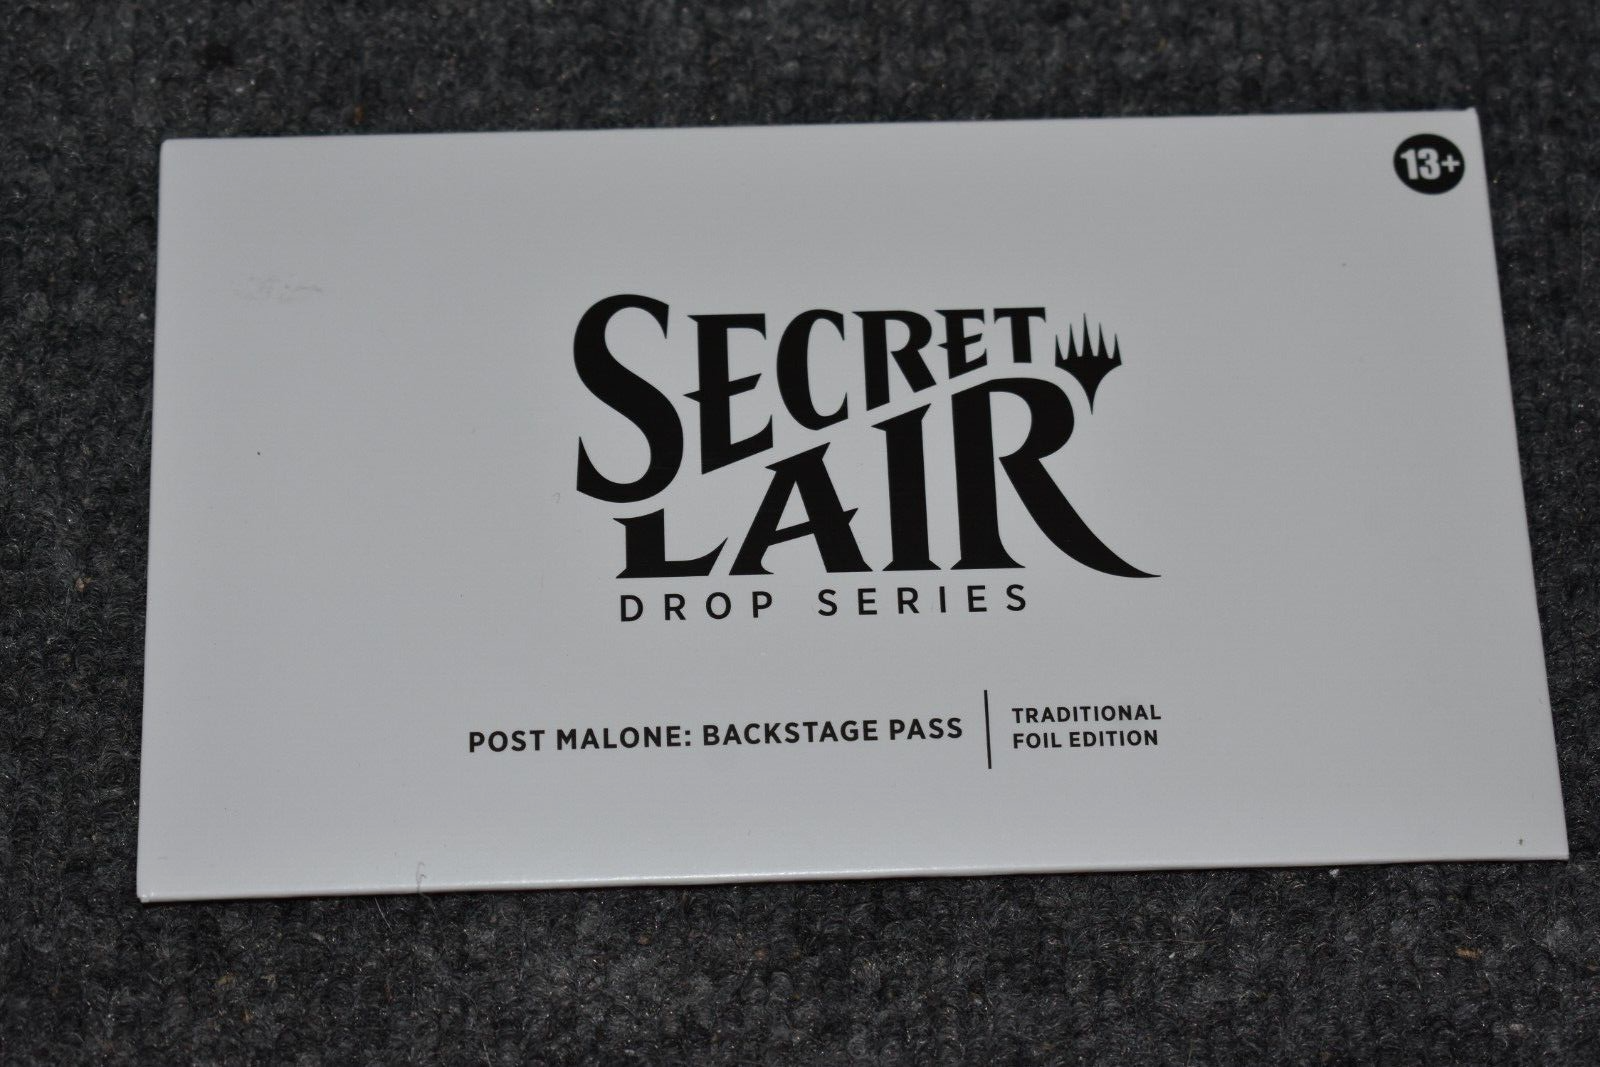 13+
SECRET
LAIR
DROP SERIES
POST MALONE: BACKSTAGE PASS
TRADITIONAL
FOIL EDITION